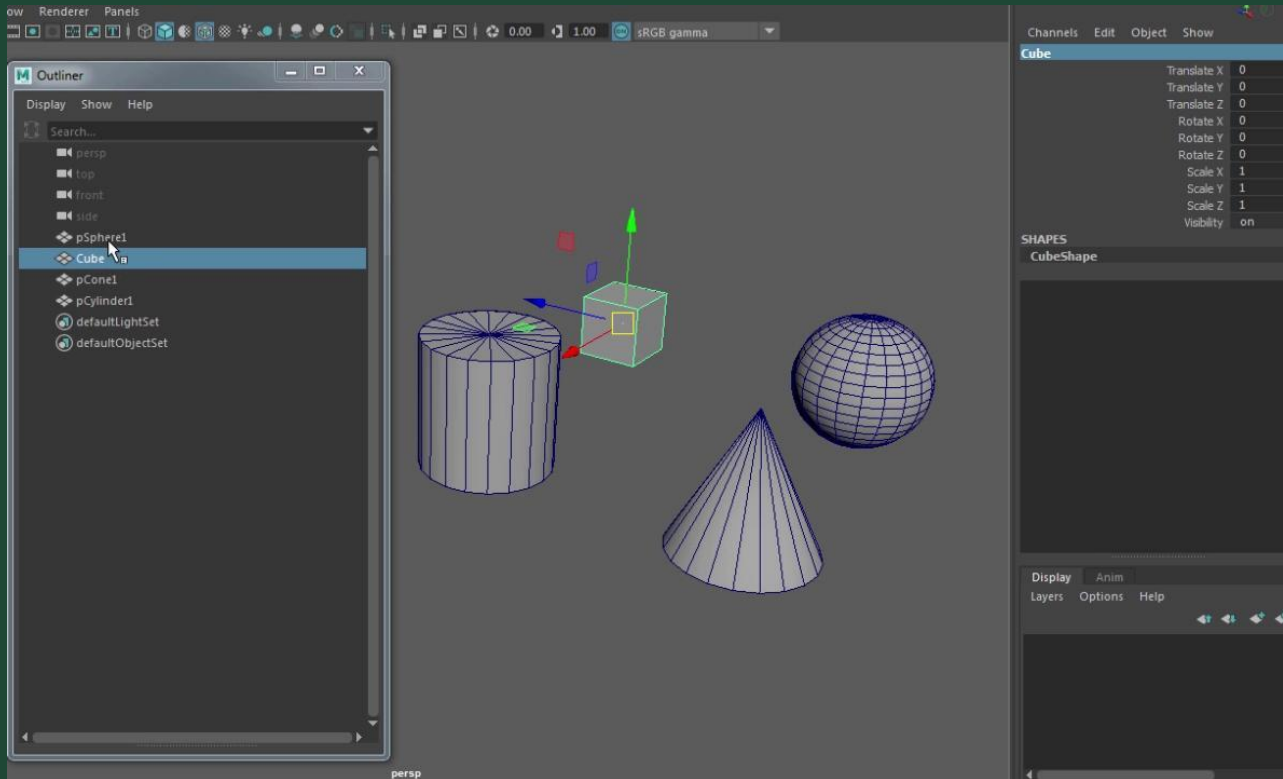 ow Renderer Panels
0.00 1.00 sRGB gamma
Outliner
Display Show Help
Search...
persp
top
front
side
pSphere1
Cube
pCone1
pCylinder1
defaultLightSet
defaultObjectSet
persp
Channels Edit Object Show
Cube
Translate X 0
Translate Y 0
Translate Z 0
Rotate X 0
Rotate Y 0
Rotate Z 0
Scale X 1
Scale Y 1
Scale Z 1
Visibility on
SHAPES
CubeShape
Display Anim
Layers Options Help